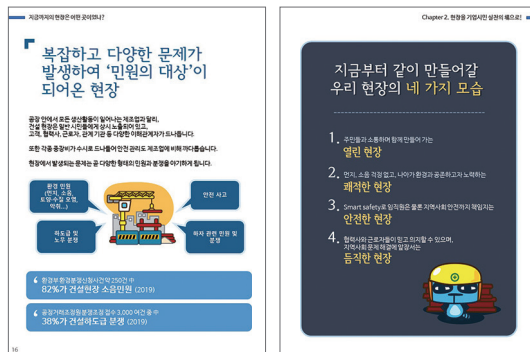 지금까지의 현장은 어떤 곳이었나?
복잡하고 다양한 문제가
발생하여 ‘민원의 대상’이
되어온 현장
공장 안에서 모든 생산활동이 일어나는 제조업과 달리,
건설 현장은 일반 시민들에게 상시 노출되어 있고,
고객, 협력사, 근로자, 관계기관 등 다양한 이해관계자가 드나듭니다.
또한 각종 중장비가 수시로 드나들어 안전 관리도 제조업에 비해 까다롭습니다.
현장에서 발생되는 문제는 곧 다양한 형태의 민원과 분쟁을 야기하게 됩니다.
환경 민원
(먼지, 소음,
토양·수질 오염,
악취...)
안전 사고
하도급 및
노무 분쟁
하자 관련 민원 및
분쟁
환경부 환경분쟁신청사건 약 250건 中
82%가 건설현장 소음민원 (2019)
공정거래조정원 분쟁조정 접수 3,000 여건 중 中
38%가 건설하도급 분쟁 (2019)
16
Chapter 2. 현장을 기업시민 실천의 場으로!
지금부터 같이 만들어갈
우리 현장의 네 가지 모습
1. 주민들과 소통하며 함께 만들어 가는
열린 현장
2. 먼지, 소음 걱정 없고, 나아가 환경과 공존하고자 노력하는
쾌적한 현장
3. Smart safety로 임직원은 물론 지역사회 안전까지 책임지는
안전한 현장
4. 협력사와 근로자들이 믿고 의지할 수 있으며,
지역사회 문제 해결에 앞장서는
듬직한 현장